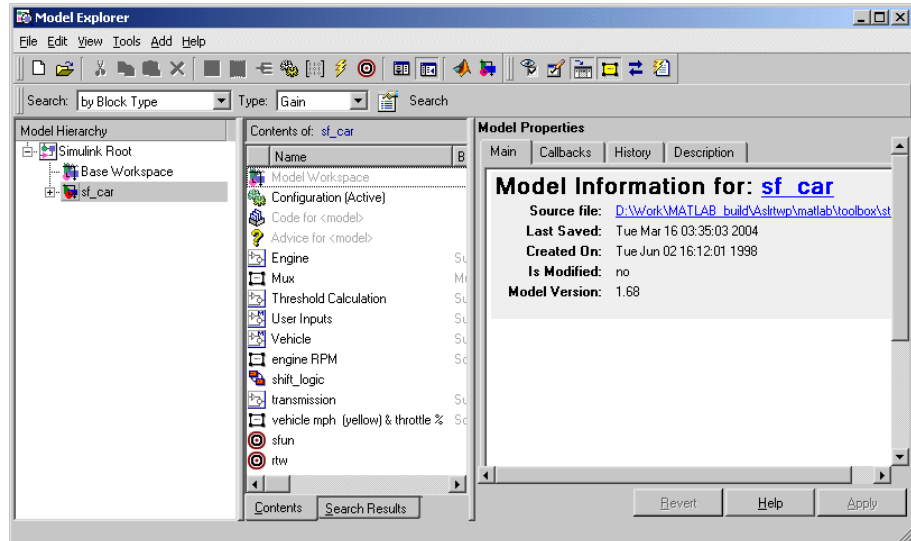 Model Explorer
File Edit View Tools Add Help
Search: by Block Type Type: Gain Search
Model Hierarchy
Simulink Root
Base Workspace
sf_car
Contents of: sf_car
Name B
Model Workspace
Configuration (Active)
Code for <model>
Advice for <model>
Engine Su
Mux Mu
Threshold Calculation Su
User Inputs Su
Vehicle Su
engine RPM Sc
shift_logic
transmission Su
vehicle mph (yellow) & throttle % Sc
sfun
rtw
Contents Search Results
Model Properties
Main Callbacks History Description
Model Information for: sf_car
Source file: D:\Work\MATLAB_build\Aslrtwp\matlab\toolbox\st
Last Saved: Tue Mar 16 03:35:03 2004
Created On: Tue Jun 02 16:12:01 1998
Is Modified: no
Model Version: 1.68
Revert Help Apply